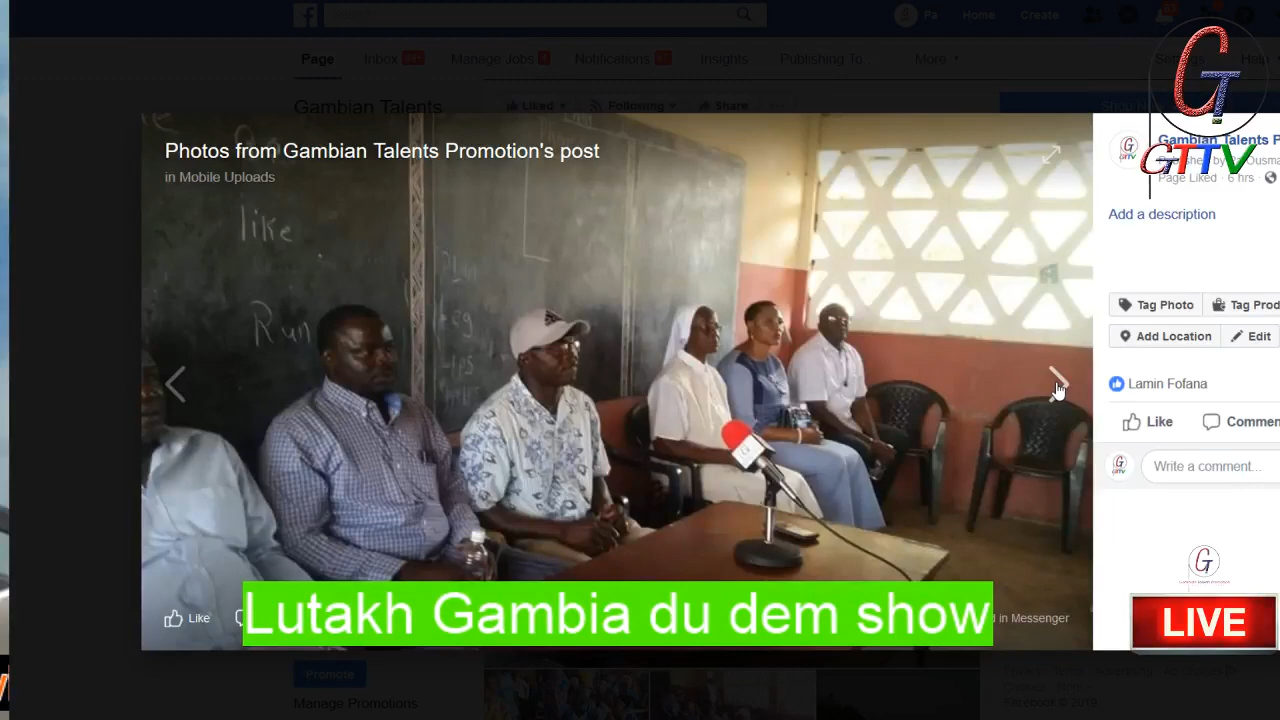 Pa
Home
Create
Page
Inbox
Manage Jobs
Notifications
Insights
Publishing To
More
Help
Gambian Talents
Liked
Following
Share
Photos from Gambian Talents Promotion's post
in Mobile Uploads
like
Run
GT
GTTV
Gambian Talents P
Page Liked · 6 hrs
Add a description
Tag Photo
Tag Prod
Add Location
Edit
Lamin Fofana
Like
Commen
Write a comment...
Like
Lutakh Gambia du dem show
d in Messenger
LIVE
Promote
Manage Promotions